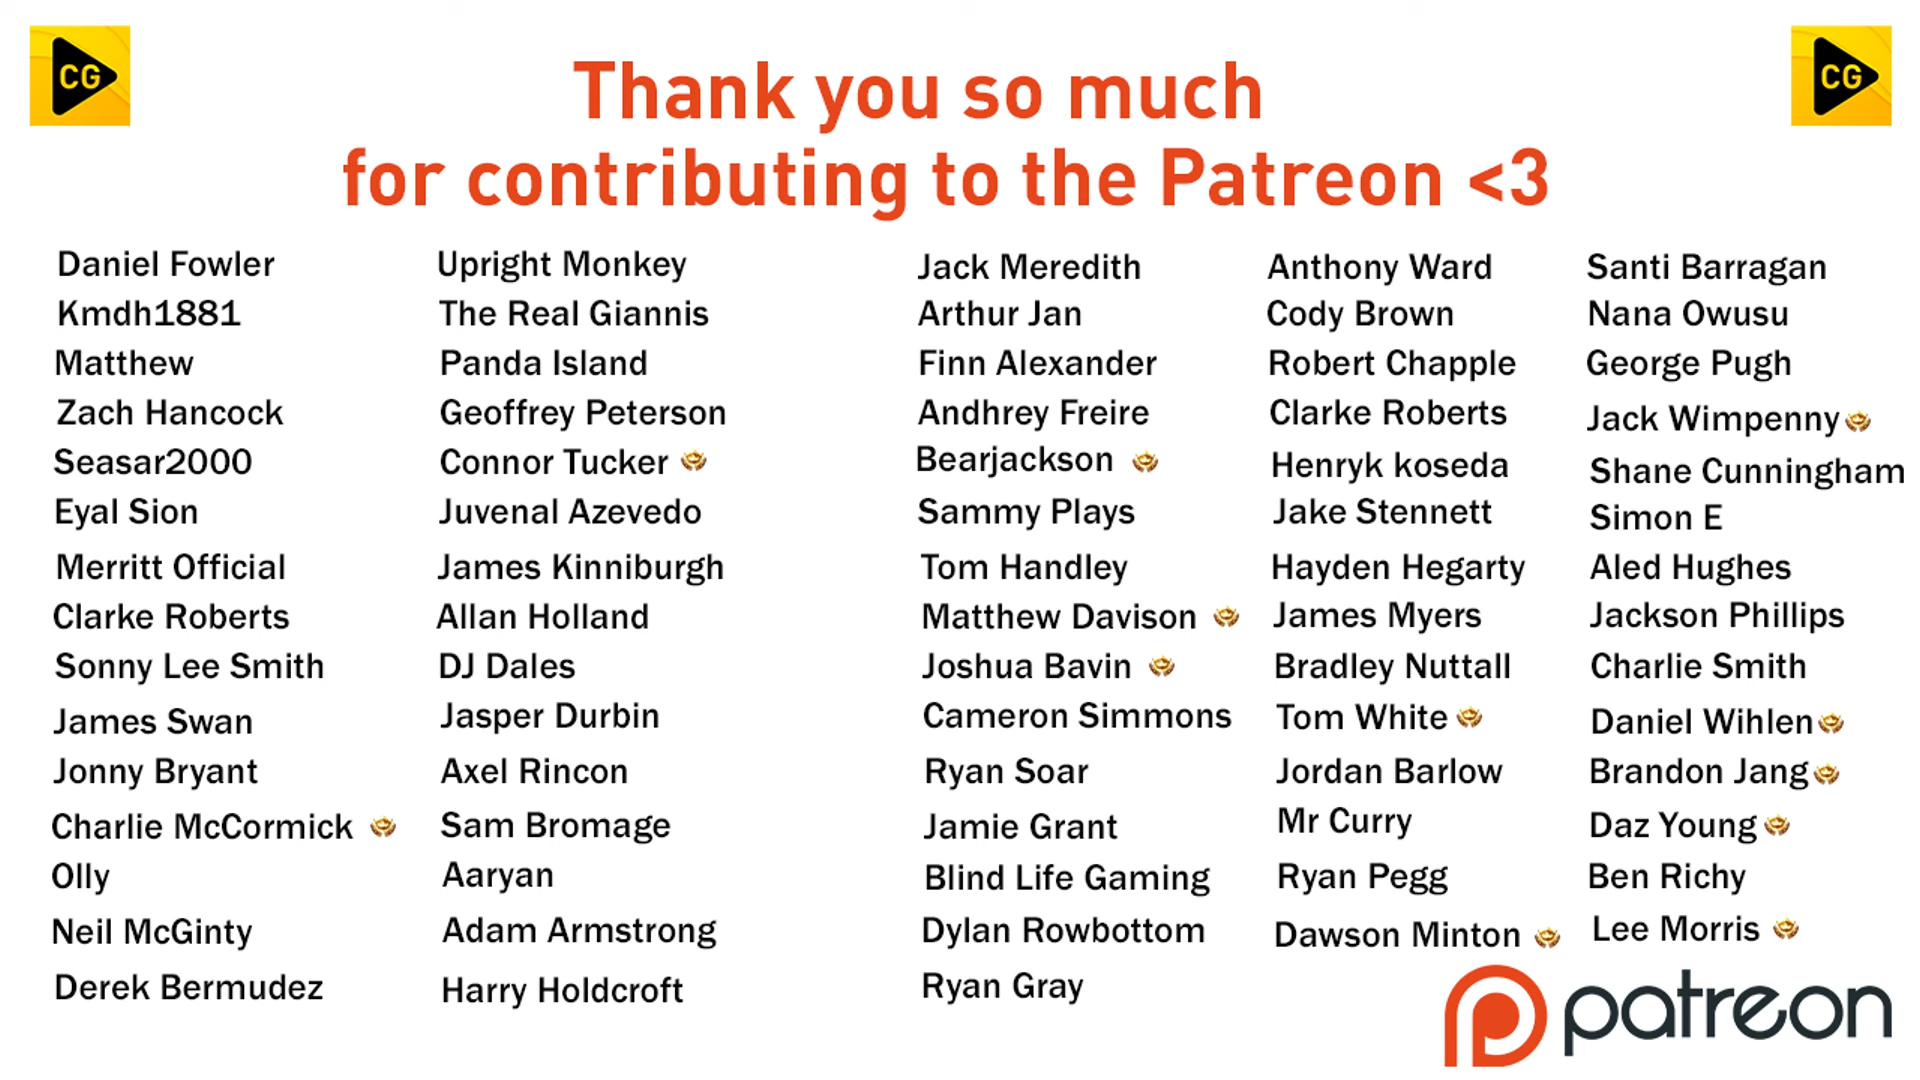 CG
CG
Thank you so much
for contributing to the Patreon <3
Daniel Fowler
Kmdh1881
Matthew
Zach Hancock
Seasar2000
Eyal Sion
Merritt Official
Clarke Roberts
Sonny Lee Smith
James Swan
Jonny Bryant
Charlie McCormick
Olly
Neil McGinty
Derek Bermudez
Upright Monkey
The Real Giannis
Panda Island
Geoffrey Peterson
Connor Tucker
Juvenal Azevedo
James Kinniburgh
Allan Holland
DJ Dales
Jasper Durbin
Axel Rincon
Sam Bromage
Aaryan
Adam Armstrong
Harry Holdcroft
Jack Meredith
Arthur Jan
Finn Alexander
Andhrey Freire
Bearjackson
Sammy Plays
Tom Handley
Matthew Davison
Joshua Bavin
Cameron Simmons
Ryan Soar
Jamie Grant
Blind Life Gaming
Dylan Rowbottom
Ryan Gray
Anthony Ward
Cody Brown
Robert Chapple
Clarke Roberts
Henryk koseda
Jake Stennett
Hayden Hegarty
James Myers
Bradley Nuttall
Tom White
Jordan Barlow
Mr Curry
Ryan Pegg
Dawson Minton
Santi Barragan
Nana Owusu
George Pugh
Jack Wimpenny
Shane Cunningham
Simon E
Aled Hughes
Jackson Phillips
Charlie Smith
Daniel Wihlen
Brandon Jang
Daz Young
Ben Richy
Lee Morris
patreon